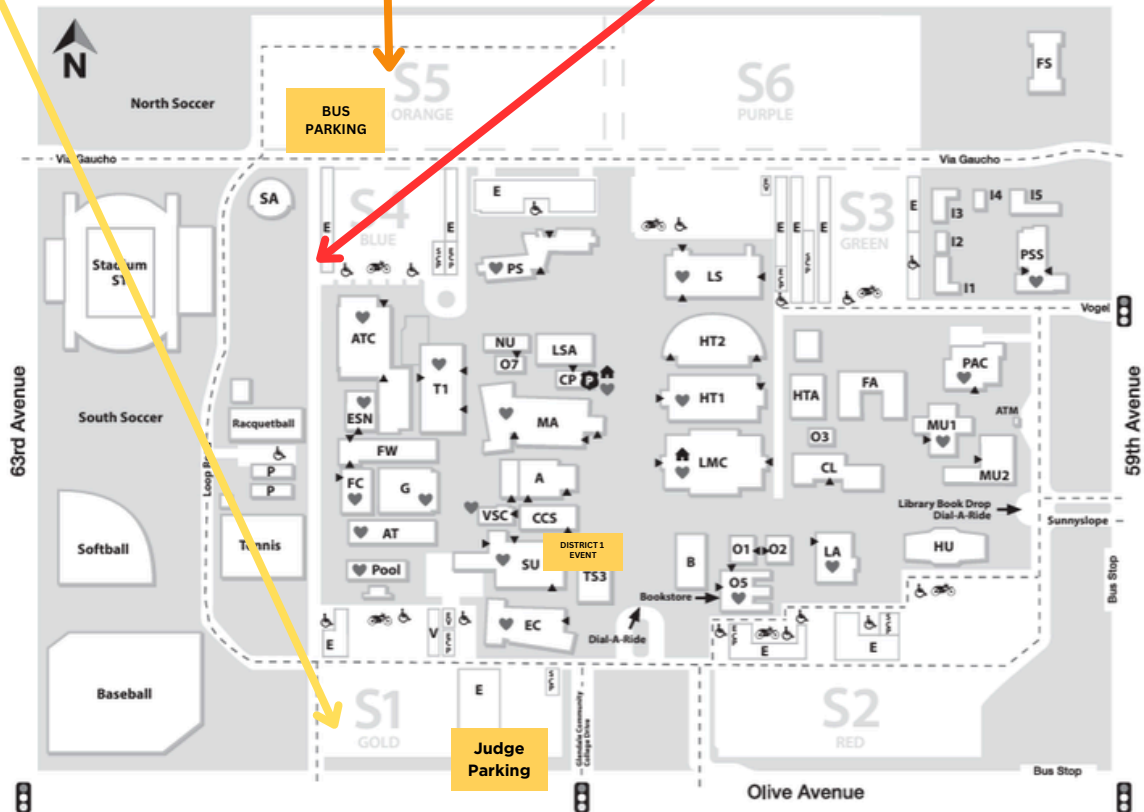 N
North Soccer
BUS
PARKING
S5
ORANGE
S6
PURPLE
FS
Via Gaucho
Via Gaucho
SA
E
S4
BLUE
E
E
E
E
E
S3
GREEN
E
I3
I4
I5
I2
I1
PSS
Stadium
PS
LS
Vogel
ATC
NU
O7
LSA
CP
P
HT2
T1
63rd Avenue
South Soccer
Racquetball
ESN
MA
HT1
HTA
FA
PAC
ATM
MU1
59th Avenue
O3
FW
P
P
FC
G
A
LMC
CL
MU2
Library Book Drop
Dial-A-Ride
Sunnyslope
Softball
Tennis
VSC
CCS
AT
DISTRICT 1
EVENT
SU
TS3
B
O1
O2
LA
HU
Pool
Bookstore
O5
Bus Stop
E
V
EC
Dial-A-Ride
E
E
Baseball
S1
GOLD
E
Glendale Community
College Drive
S2
RED
Judge
Parking
Olive Avenue
Bus Stop